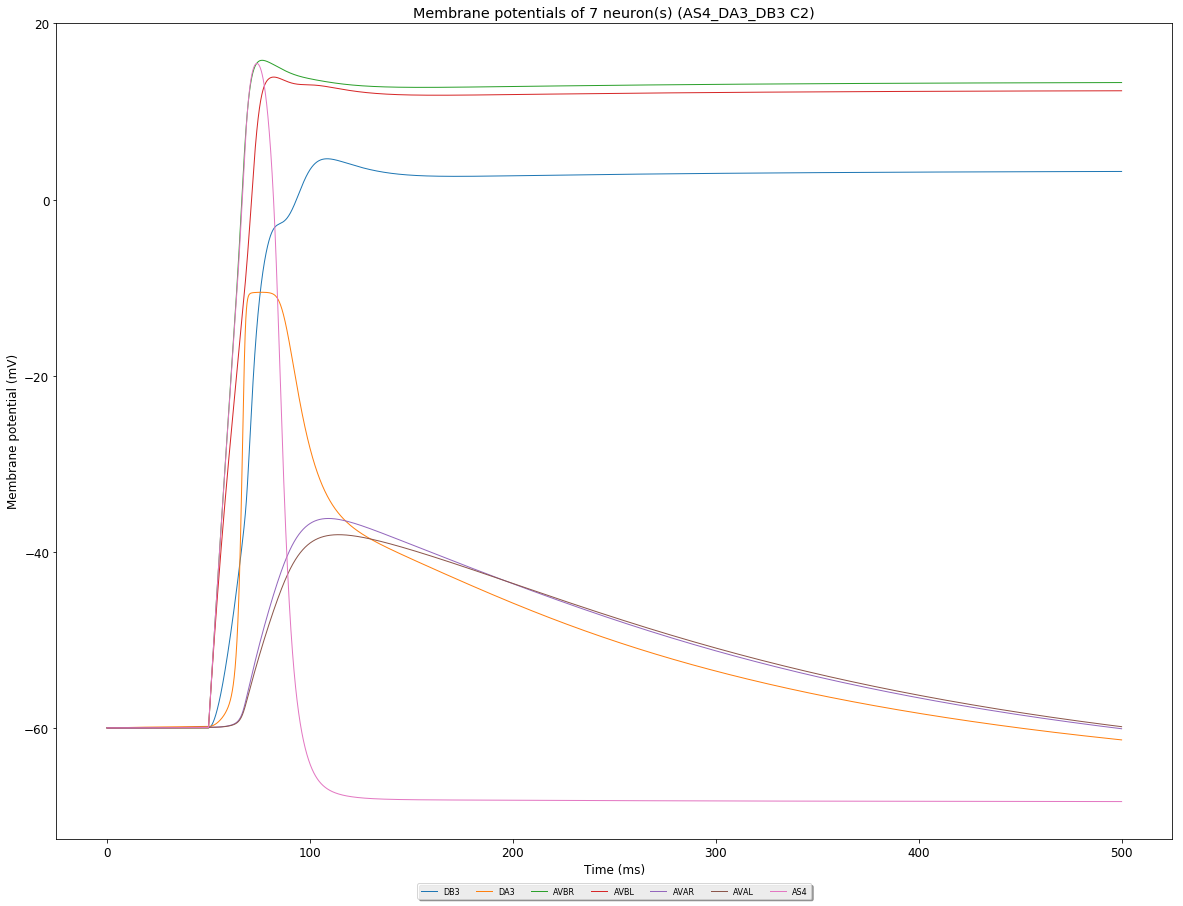 Membrane potentials of 7 neuron(s) (AS4_DA3_DB3 C2)
20
0
−20
−40
−60
Membrane potential (mV)
0 100 200 300 400 500
Time (ms)
DB3 DA3 AVBR AVBL AVAR AVAL AS4